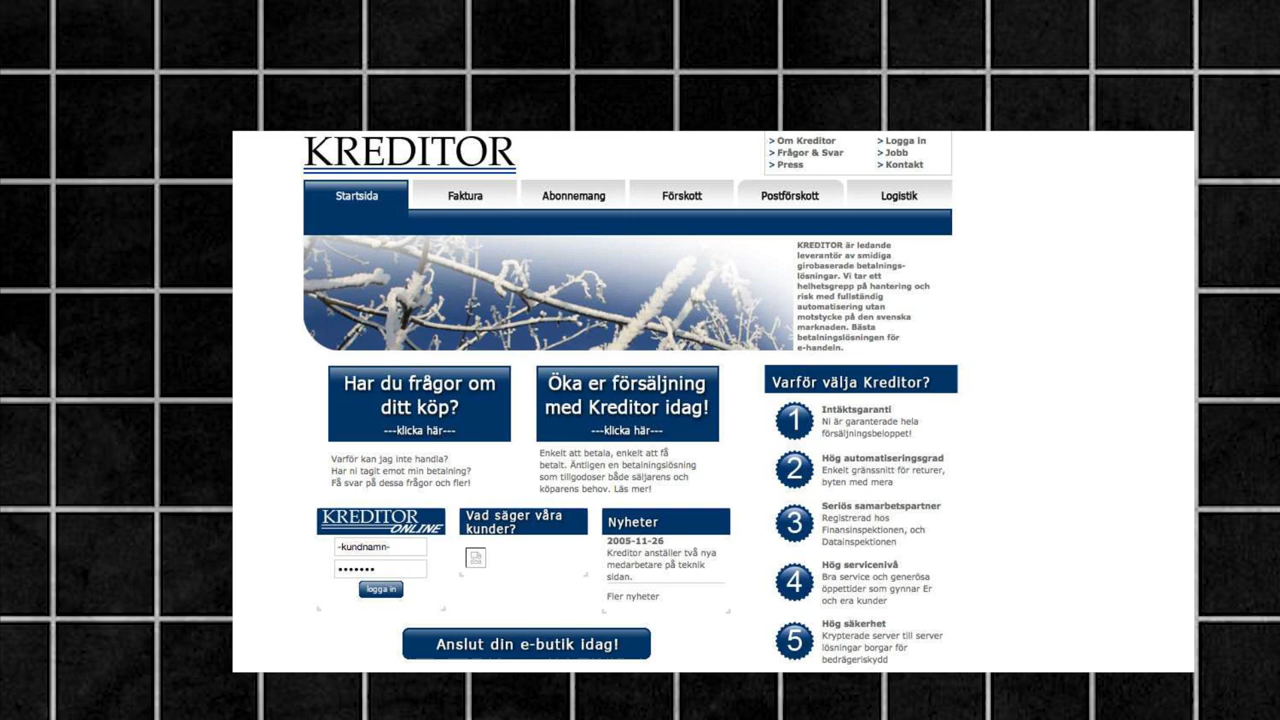 KREDITOR
> Om Kreditor
> Frågor & Svar
> Press
> Logga in
> Jobb
> Kontakt
Startsida
Faktura
Abonnemang
Förskott
Postförskott
Logistik
KREDITOR är ledande
leverantör av smidiga
girobaserade betalnings-
lösningar. Vi tar ett
helhetsgrepp på hantering och
risk med fullständig
automatisering utan
motstycke på den svenska
marknaden. Bästa
betalningslösningen för
e-handeln.
Har du frågor om
ditt köp?
---klicka här---
Varför kan jag inte handla?
Har ni tagit emot min betalning?
Få svar på dessa frågor och fler!
Öka er försäljning
med Kreditor idag!
---klicka här---
Enkelt att betala, enkelt att få
betalt. Äntligen en betalningslösning
som tillgodoser både säljarens och
köparens behov. Läs mer!
KREDITOR
ONLINE
-kundnamn-
•••••••
logga in
Vad säger våra
kunder?
Nyheter
2005-11-26
Kreditor anställer två nya
medarbetare på teknik
sidan.
Fler nyheter
Anslut din e-butik idag!
Varför välja Kreditor?
1
Intäktsgaranti
Ni är garanterade hela
försäljningsbeloppet!
2
Hög automatiseringsgrad
Enkelt gränssnitt för returer,
byten med mera
3
Seriös samarbetspartner
Registrerad hos
Finansinspektionen, och
Datainspektionen
4
Hög servicenivå
Bra service och generösa
öppettider som gynnar Er
och era kunder
5
Hög säkerhet
Krypterade server till server
lösningar borgar för
bedrägeriskydd